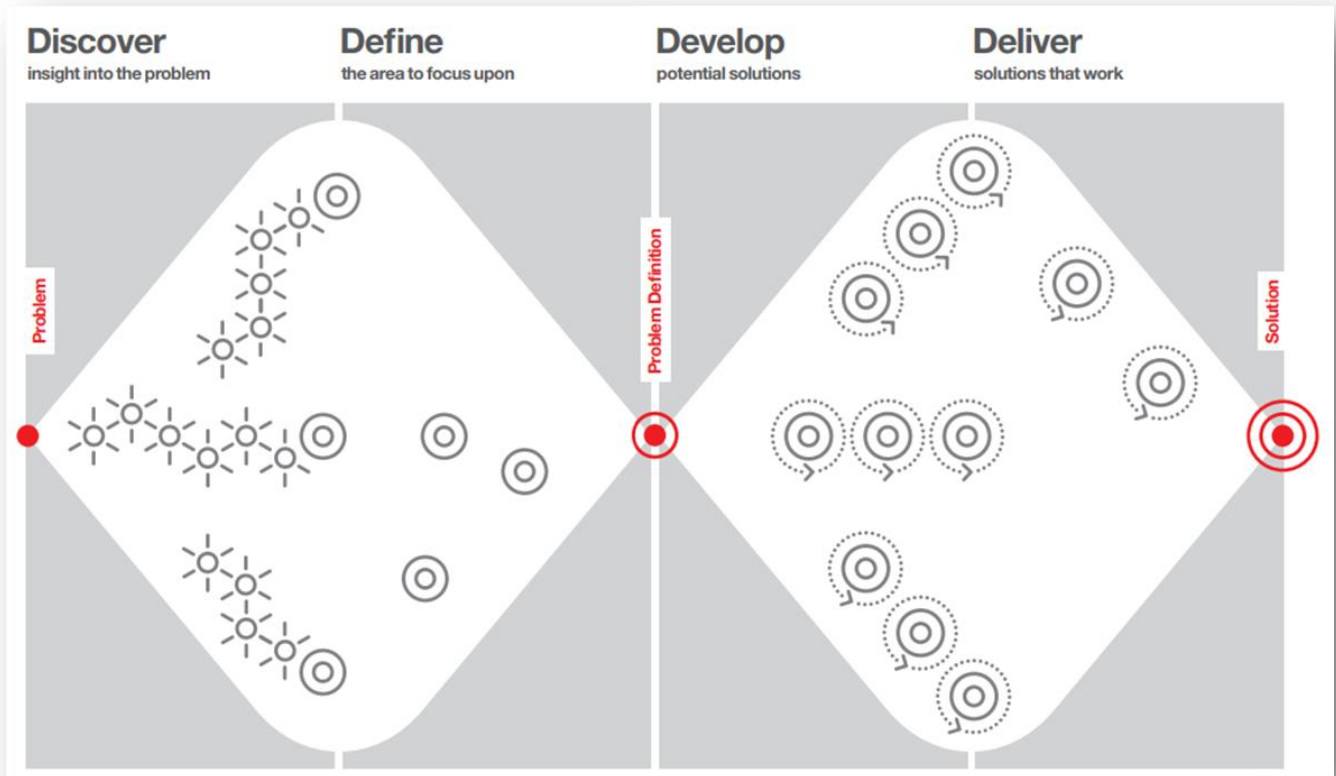 Discover
insight into the problem
Define
the area to focus upon
Develop
potential solutions
Deliver
solutions that work
Problem
Problem Definition
Solution